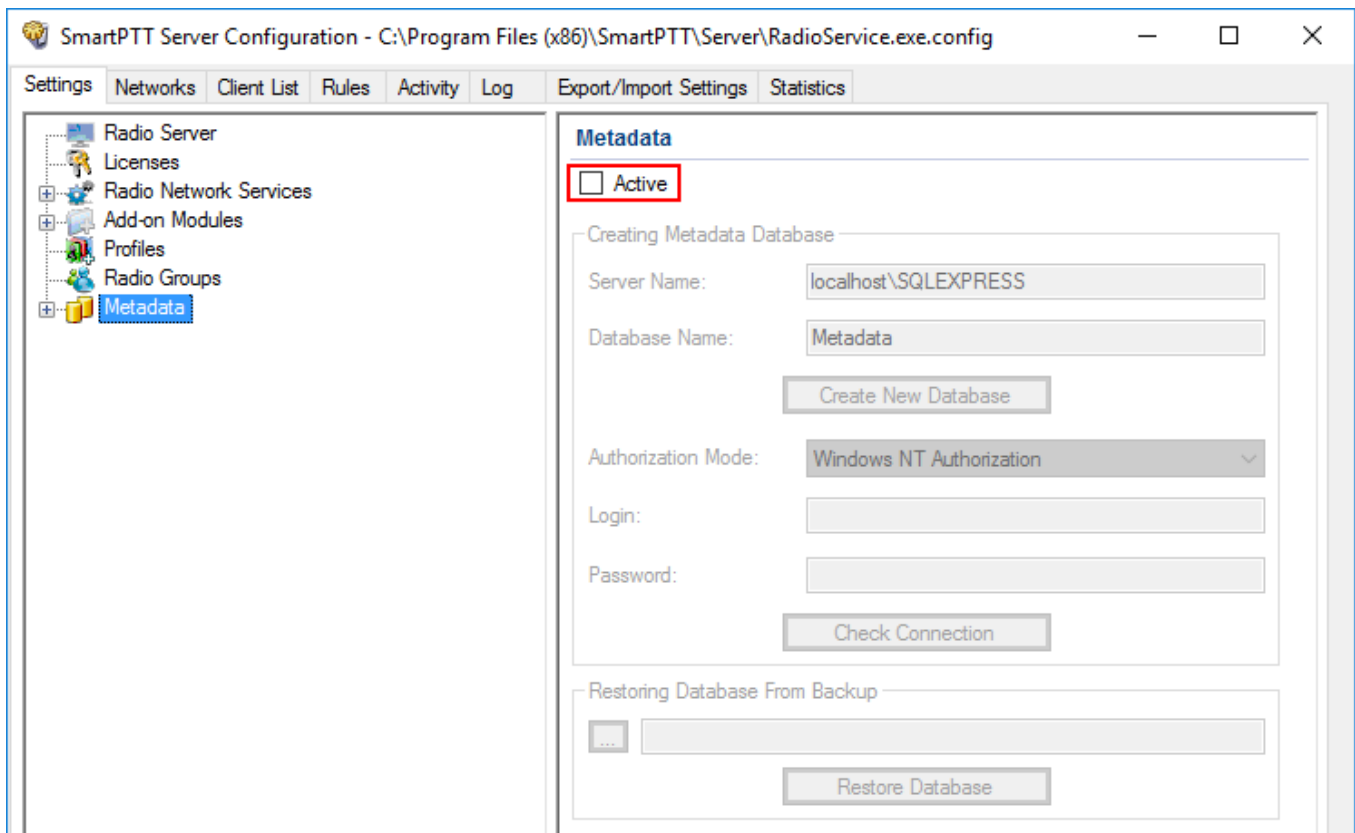 SmartPTT Server Configuration - C:\Program Files (x86)\SmartPTT\Server\RadioService.exe.config
Settings Networks Client List Rules Activity Log Export/Import Settings Statistics
Radio Server
Licenses
Radio Network Services
Add-on Modules
Profiles
Radio Groups
Metadata
Metadata
Active
Creating Metadata Database
Server Name: localhost\SQLEXPRESS
Database Name: Metadata
Create New Database
Authorization Mode: Windows NT Authorization
Login:
Password:
Check Connection
Restoring Database From Backup
...
Restore Database